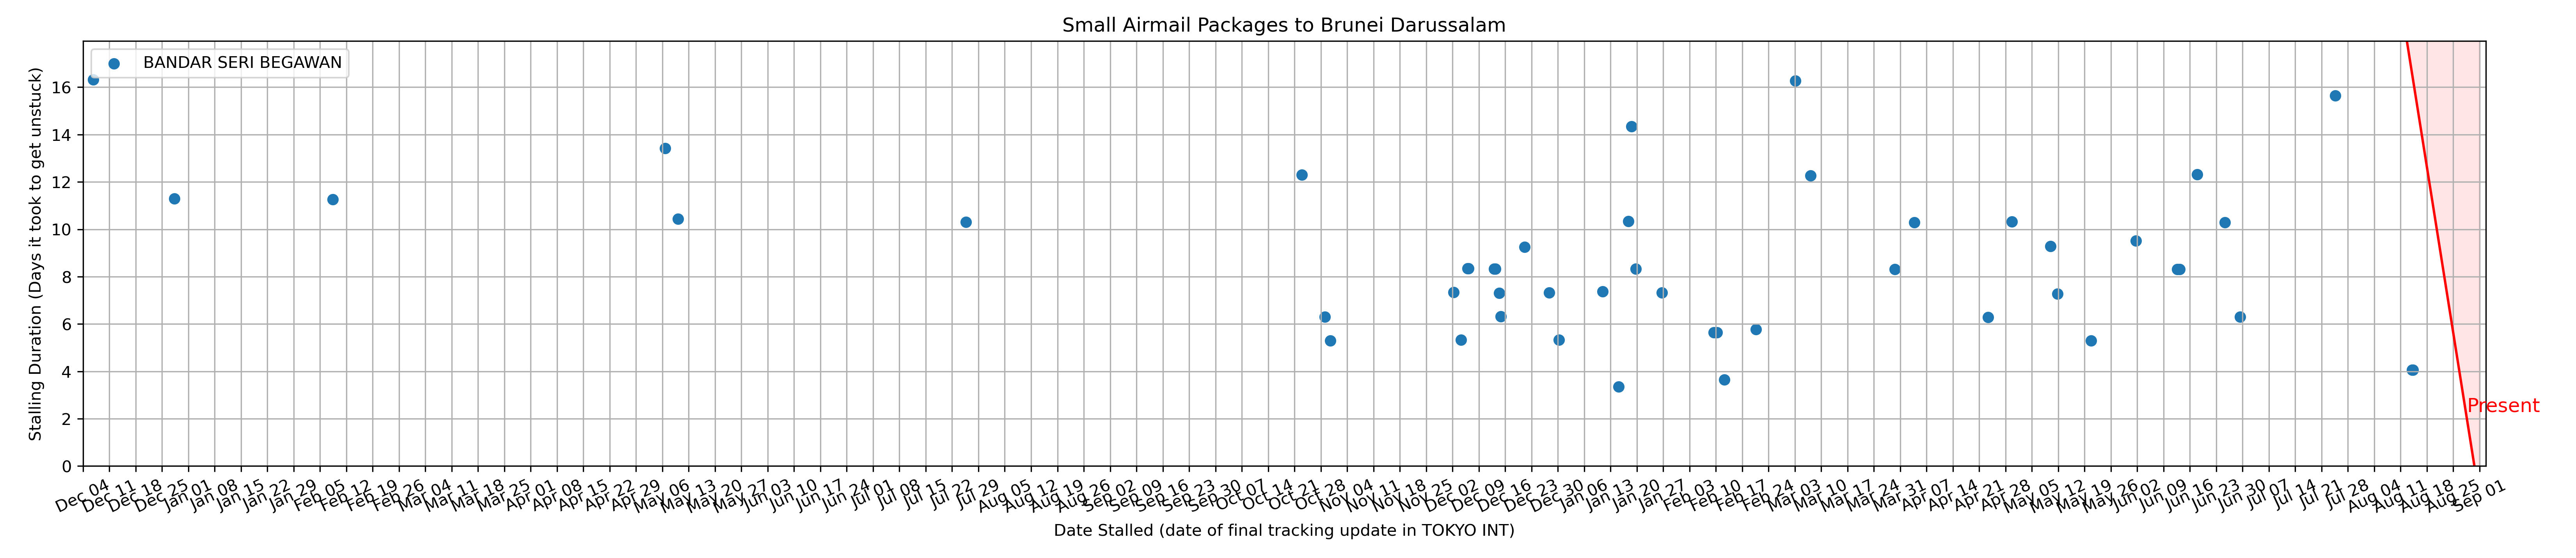 Small Airmail Packages to Brunei Darussalam
BANDAR SERI BEGAWAN
Stalling Duration (Days it took to get unstuck)
16
14
12
10
8
6
4
2
0
Present
Dec 04 Dec 11 Dec 18 Dec 25 Jan 01 Jan 08 Jan 15 Jan 22 Jan 29 Feb 05 Feb 12 Feb 19 Feb 26 Mar 04 Mar 11 Mar 18 Mar 25 Apr 01 Apr 08 Apr 15 Apr 22 Apr 29 May 06 May 13 May 20 May 27 Jun 03 Jun 10 Jun 17 Jun 24 Jul 01 Jul 08 Jul 15 Jul 22 Jul 29 Aug 05 Aug 12 Aug 19 Aug 26 Sep 02 Sep 09 Sep 16 Sep 23 Sep 30 Oct 07 Oct 14 Oct 21 Oct 28 Nov 04 Nov 11 Nov 18 Nov 25 Dec 02 Dec 09 Dec 16 Dec 23 Dec 30 Jan 06 Jan 13 Jan 20 Jan 27 Feb 03 Feb 10 Feb 17 Feb 24 Mar 03 Mar 10 Mar 17 Mar 24 Mar 31 Apr 07 Apr 14 Apr 21 Apr 28 May 05 May 12 May 19 May 26 Jun 02 Jun 09 Jun 16 Jun 23 Jun 30 Jul 07 Jul 14 Jul 21 Jul 28 Aug 04 Aug 11 Aug 18 Aug 25 Sep 01
Date Stalled (date of final tracking update in TOKYO INT)